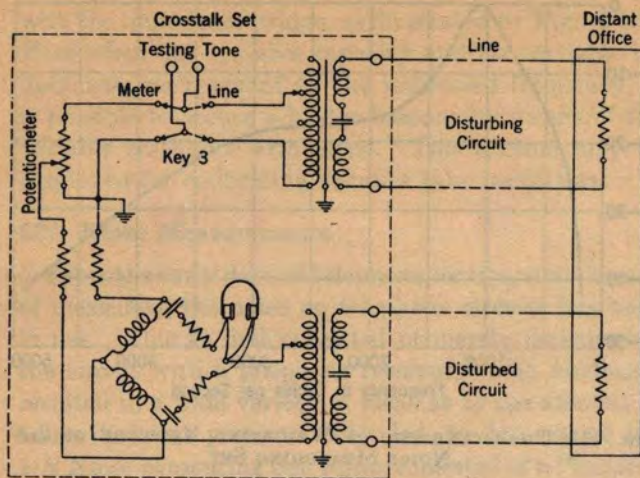 Crosstalk Set
Distant
Office
Testing Tone
Line
Meter
Line
Key 3
Disturbing
Circuit
Potentiometer
Disturbed
Circuit